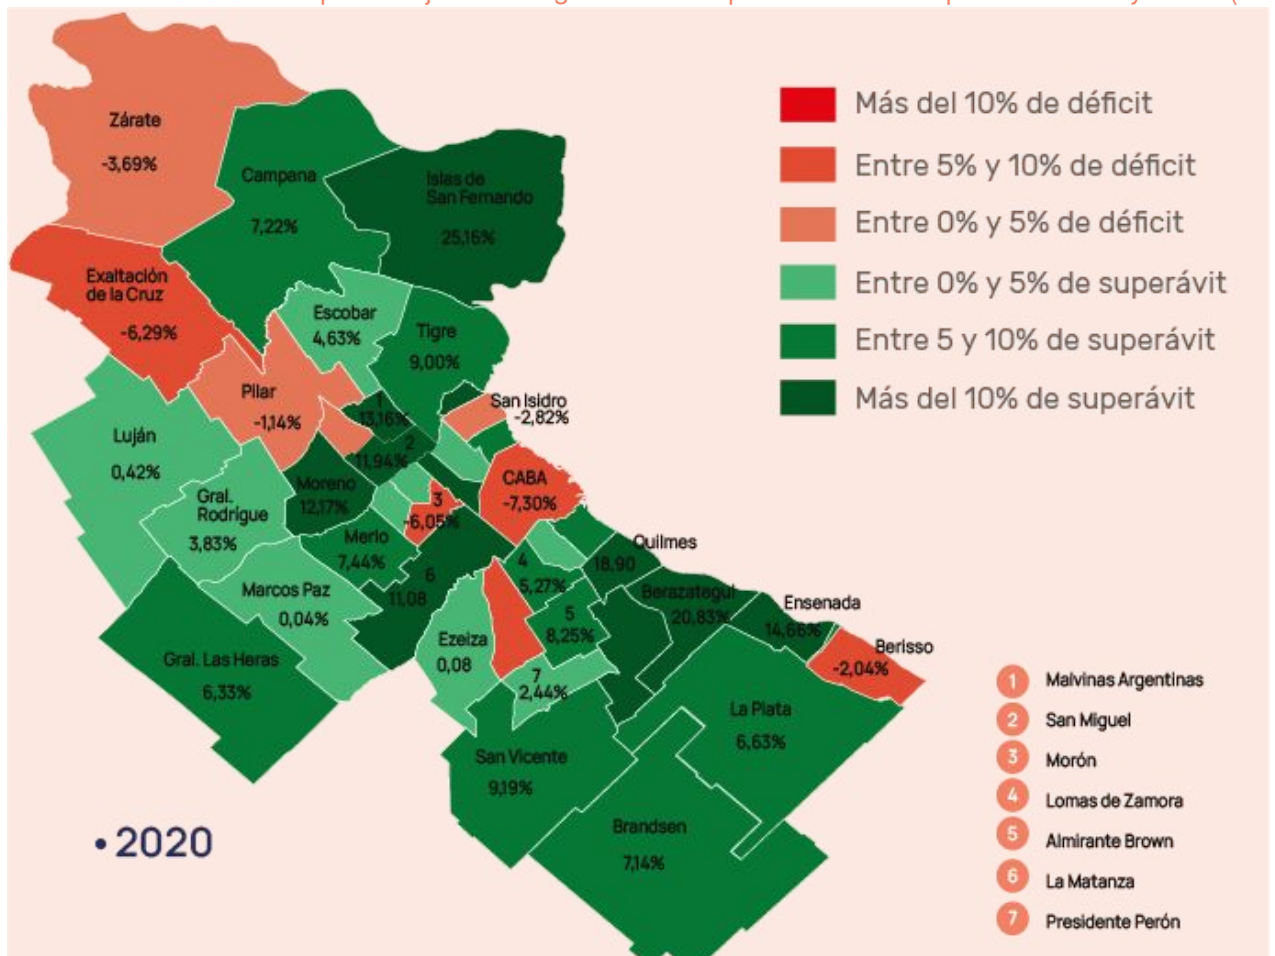 Zárate
-3,69%
Campana
7,22%
Islas de
San Fernando
25,16%
Exaltación
de la Cruz
-6,29%
Escobar
4,63%
Tigre
9,00%
Pilar
-1,14%
1
13,16%
San Isidro
-2,82%
2
11,94%
Luján
0,42%
Moreno
12,17%
3
-6,05%
CABA
-7,30%
Gral.
Rodrígue
3,83%
Merlo
7,44%
Quilmes
18,90
Marcos Paz
0,04%
6
11,08
4
5,27%
Berazategui
20,83%
Ensenada
14,66%
5
8,25%
Ezeiza
0,08
Berisso
-2,04%
Gral. Las Heras
6,33%
7
2,44%
La Plata
6,63%
San Vicente
9,19%
Brandsen
7,14%
Más del 10% de déficit
Entre 5% y 10% de déficit
Entre 0% y 5% de déficit
Entre 0% y 5% de superávit
Entre 5 y 10% de superávit
Más del 10% de superávit
• 2020
1 Malvinas Argentinas
2 San Miguel
3 Morón
4 Lomas de Zamora
5 Almirante Brown
6 La Matanza
7 Presidente Perón